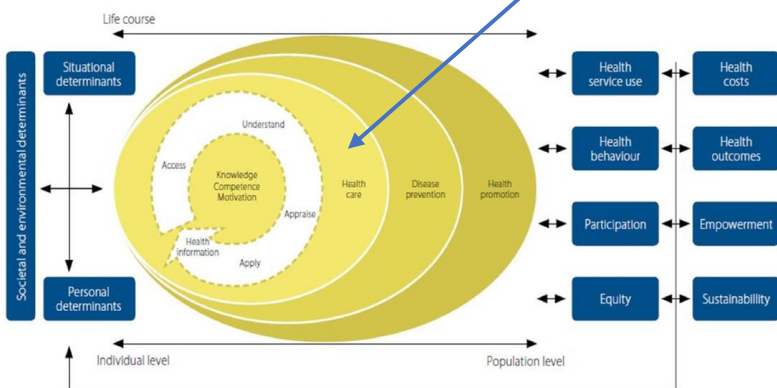 Life course
Societal and environmental determinants
Situational
determinants
Personal
determinants
Understand
Access
Knowledge
Competence
Motivation
Appraise
Health
information
Apply
Health
care
Disease
prevention
Health
promotion
Health
service use
Health
costs
Health
behaviour
Health
outcomes
Participation
Empowerment
Equity
Sustainability
Individual level
Population level